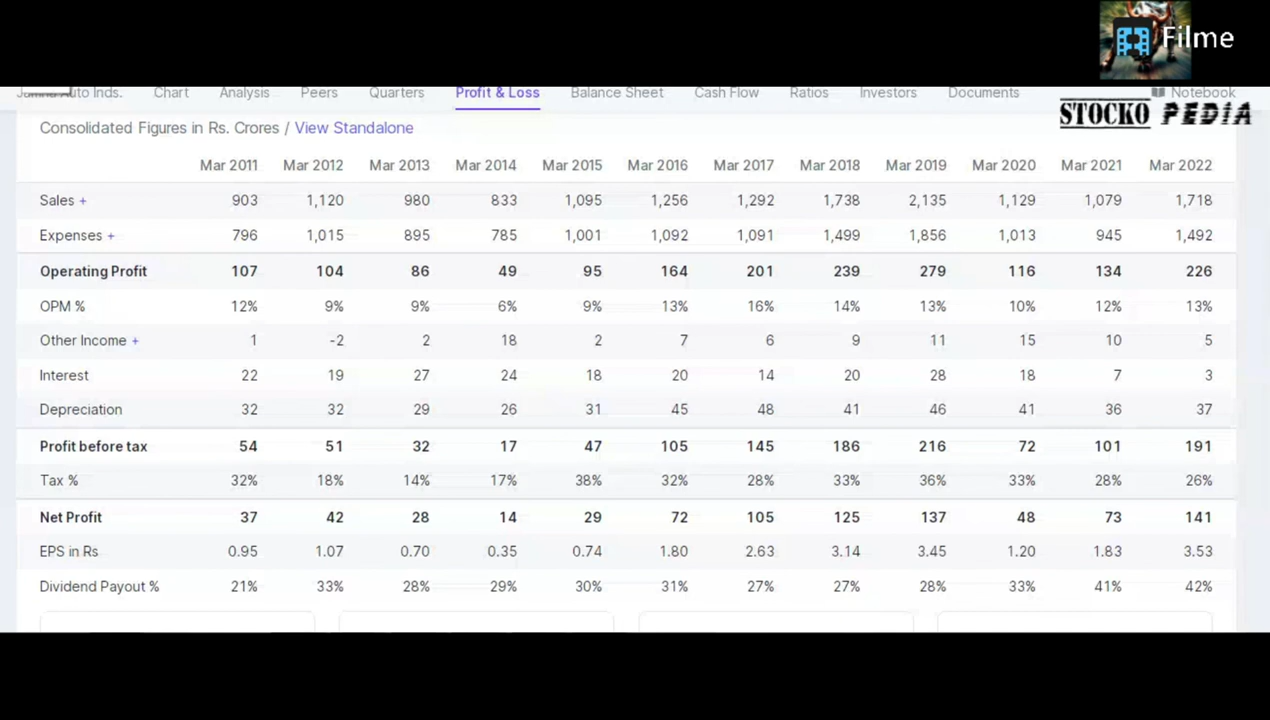 Filme
Jamna Auto Inds. Chart Analysis Peers Quarters Profit & Loss Balance Sheet Cash Flow Ratios Investors Documents Notebook
STOCKO PEDIA
Consolidated Figures in Rs. Crores / View Standalone
Mar 2011 Mar 2012 Mar 2013 Mar 2014 Mar 2015 Mar 2016 Mar 2017 Mar 2018 Mar 2019 Mar 2020 Mar 2021 Mar 2022
Sales + 903 1,120 980 833 1,095 1,256 1,292 1,738 2,135 1,129 1,079 1,718
Expenses + 796 1,015 895 785 1,001 1,092 1,091 1,499 1,856 1,013 945 1,492
Operating Profit 107 104 86 49 95 164 201 239 279 116 134 226
OPM % 12% 9% 9% 6% 9% 13% 16% 14% 13% 10% 12% 13%
Other Income + 1 -2 2 18 2 7 6 9 11 15 10 5
Interest 22 19 27 24 18 20 14 20 28 18 7 3
Depreciation 32 32 29 26 31 45 48 41 46 41 36 37
Profit before tax 54 51 32 17 47 105 145 186 216 72 101 191
Tax % 32% 18% 14% 17% 38% 32% 28% 33% 36% 33% 28% 26%
Net Profit 37 42 28 14 29 72 105 125 137 48 73 141
EPS in Rs 0.95 1.07 0.70 0.35 0.74 1.80 2.63 3.14 3.45 1.20 1.83 3.53
Dividend Payout % 21% 33% 28% 29% 30% 31% 27% 27% 28% 33% 41% 42%